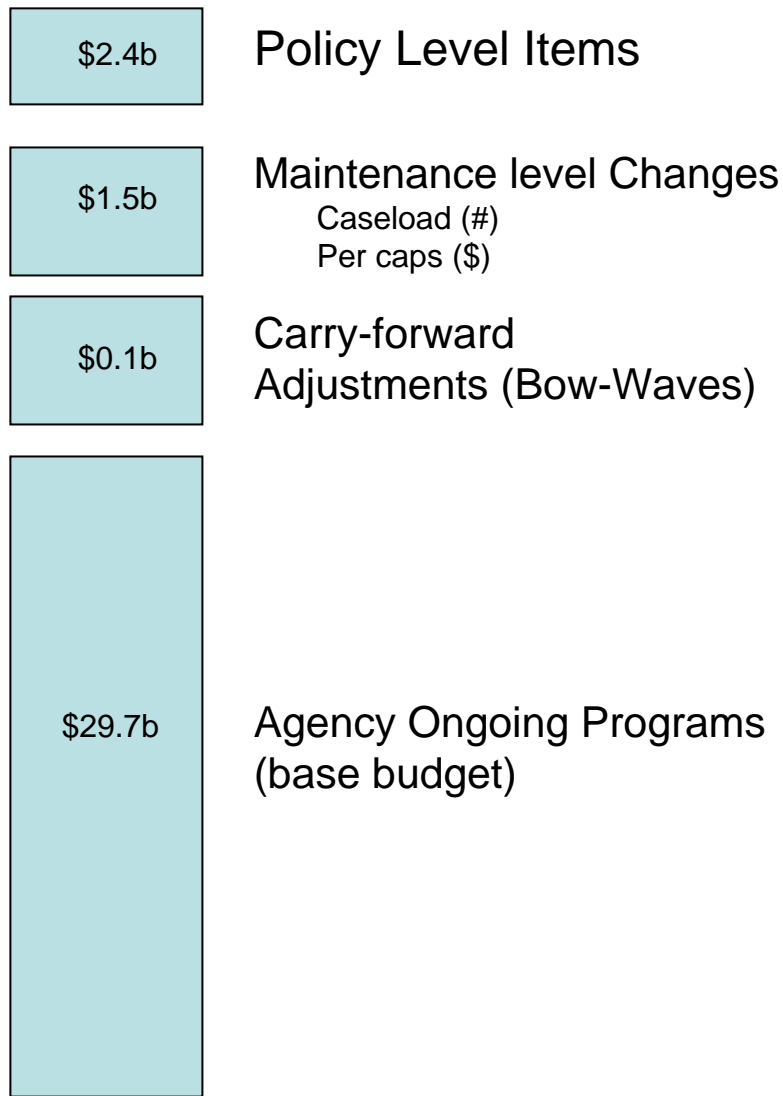 $2.4b
Policy Level Items
$1.5b
Maintenance level Changes
Caseload (#)
Per caps ($)
$0.1b
Carry-forward
Adjustments (Bow-Waves)
$29.7b
Agency Ongoing Programs
(base budget)